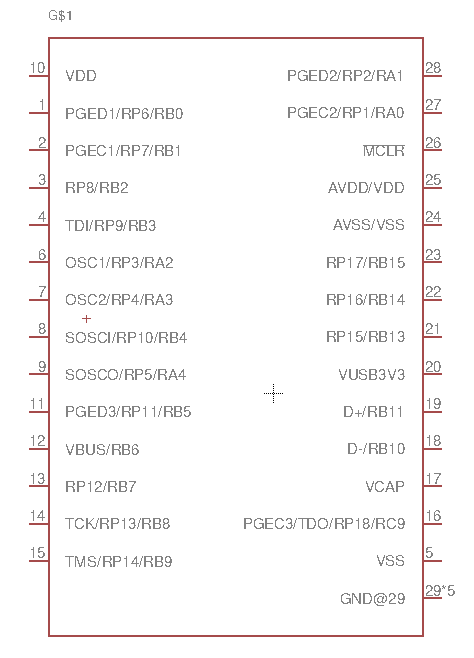 G$1
10 VDD PGED2/RP2/RA1 28
1 PGED1/RP6/RB0 PGEC2/RP1/RA0 27
2 PGEC1/RP7/RB1 MCLR 26
3 RP8/RB2 AVDD/VDD 25
4 TDI/RP9/RB3 AVSS/VSS 24
6 OSC1/RP3/RA2 RP17/RB15 23
7 OSC2/RP4/RA3 RP16/RB14 22
8 SOSCI/RP10/RB4 RP15/RB13 21
9 SOSCO/RP5/RA4 VUSB3V3 20
11 PGED3/RP11/RB5 D+/RB11 19
12 VBUS/RB6 D-/RB10 18
13 RP12/RB7 VCAP 17
14 TCK/RP13/RB8 PGEC3/TDO/RP18/RC9 16
15 TMS/RP14/RB9 VSS 5
GND@29 29*5